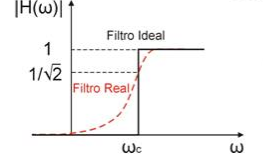 |H(ω)|
Filtro Ideal
1
1/√2
Filtro Real
ωc
ω